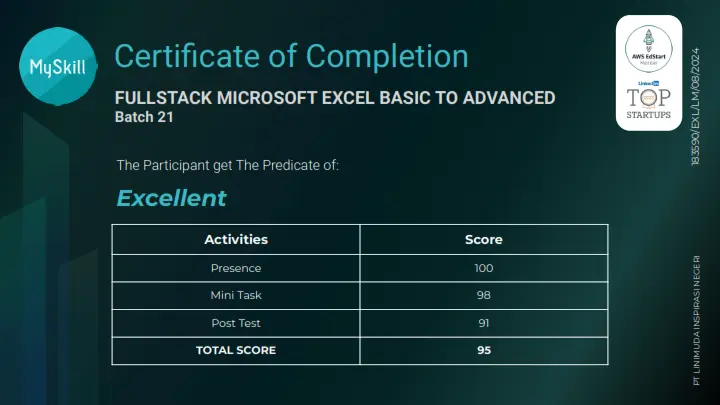 MySkill
Certificate of Completion
FULLSTACK MICROSOFT EXCEL BASIC TO ADVANCED
Batch 21
The Participant get The Predicate of:
Excellent
Activities Score
Presence 100
Mini Task 98
Post Test 91
TOTAL SCORE 95
AWS EdStart
Member
LinkedIn
TOP
STARTUPS
183590/EXL/LM/08/2024
PT LINIMUDA INSPIRASI NEGERI